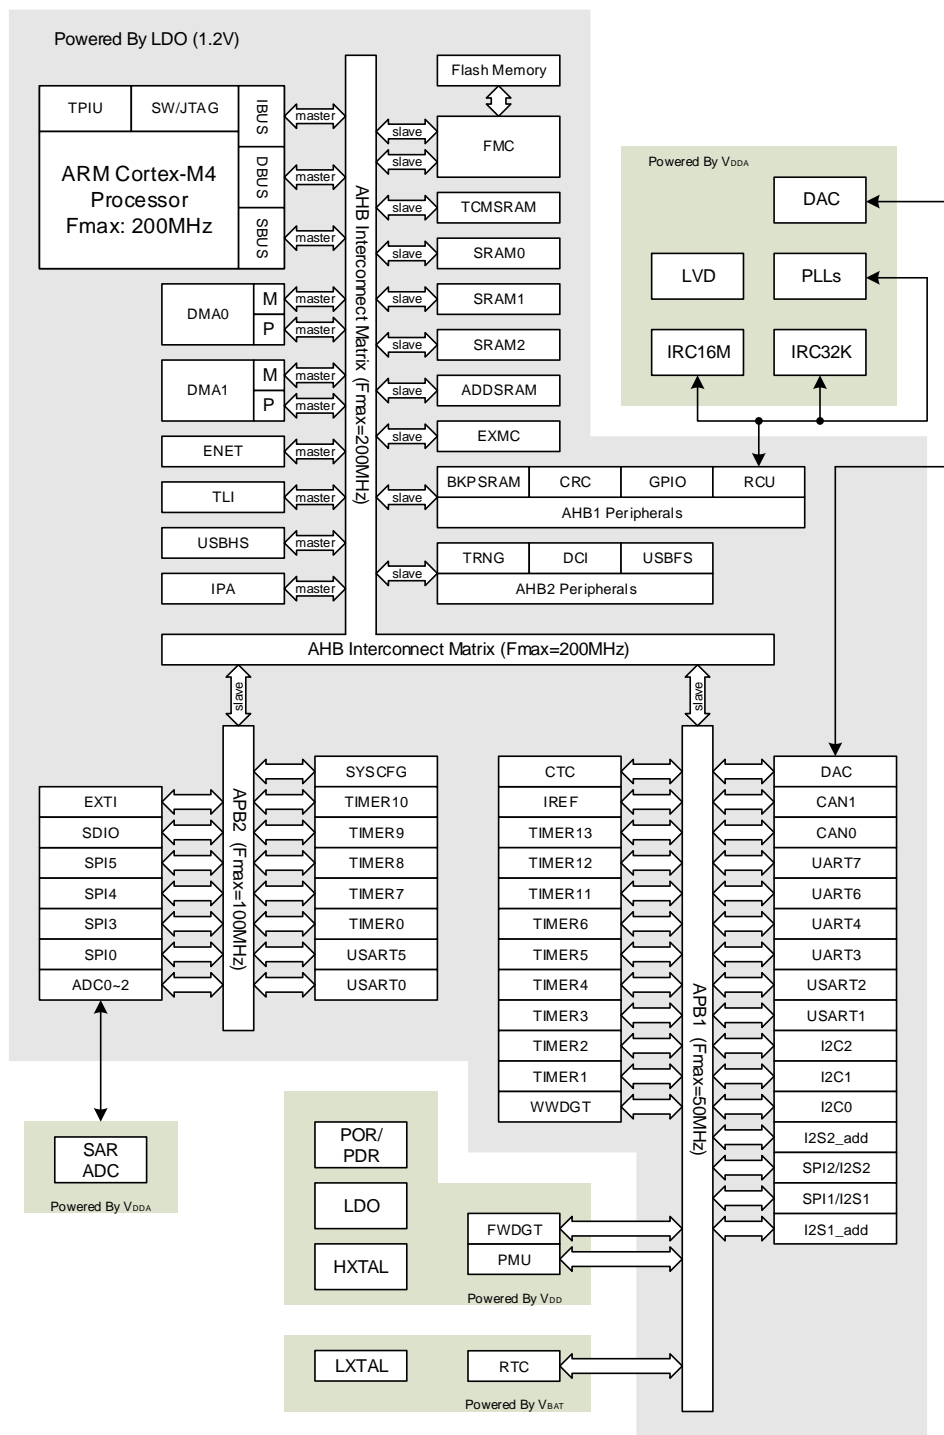 Powered By LDO (1.2V)
TPIU
SW/JTAG
IBUS
ARM Cortex-M4
Processor
Fmax: 200MHz
DBUS
SBUS
master
master
master
DMA0
M
P
master
master
DMA1
M
P
master
master
ENET
master
TLI
master
USBHS
master
IPA
master
AHB Interconnect Matrix (Fmax=200MHz)
Flash Memory
slave
slave
FMC
slave
TCMSRAM
slave
SRAM0
slave
SRAM1
slave
SRAM2
slave
ADDSRAM
slave
EXMC
slave
BKPSRAM
CRC
GPIO
RCU
AHB1 Peripherals
slave
TRNG
DCI
USBFS
AHB2 Peripherals
Powered By VDDA
DAC
LVD
PLLs
IRC16M
IRC32K
AHB Interconnect Matrix (Fmax=200MHz)
slave
slave
EXTI
SDIO
SPI5
SPI4
SPI3
SPI0
ADC0~2
APB2 (Fmax=100MHz)
SYSCFG
TIMER10
TIMER9
TIMER8
TIMER7
TIMER0
USART5
USART0
CTC
IREF
TIMER13
TIMER12
TIMER11
TIMER6
TIMER5
TIMER4
TIMER3
TIMER2
TIMER1
WWDGT
APB1 (Fmax=50MHz)
DAC
CAN1
CAN0
UART7
UART6
UART4
UART3
USART2
USART1
I2C2
I2C1
I2C0
I2S2_add
SPI2/I2S2
SPI1/I2S1
I2S1_add
SAR
ADC
Powered By VDDA
POR/
PDR
LDO
HXTAL
FWDGT
PMU
Powered By VDD
LXTAL
RTC
Powered By VBAT